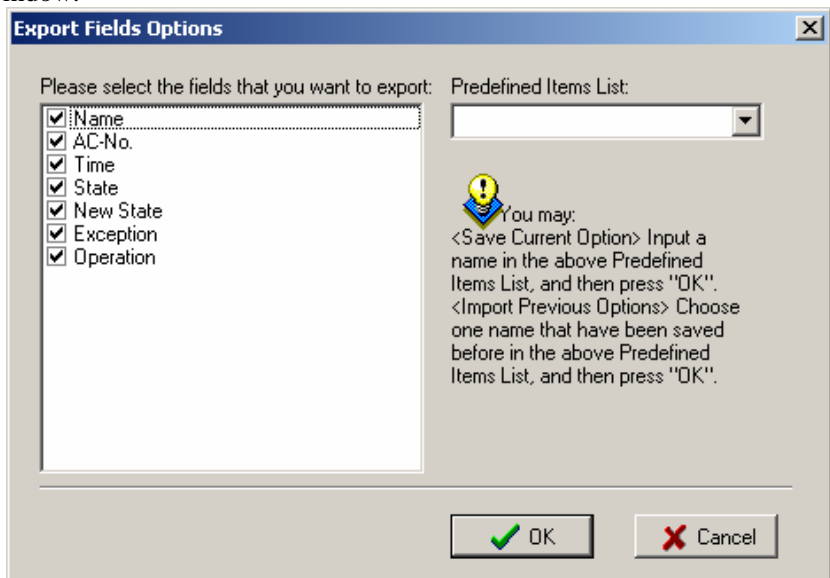 Export Fields Options
Please select the fields that you want to export:
Name
AC-No.
Time
State
New State
Exception
Operation
Predefined Items List:
You may:
<Save Current Option> Input a
name in the above Predefined
Items List, and then press "OK".
<Import Previous Options> Choose
one name that have been saved
before in the above Predefined
Items List, and then press "OK".
OK
Cancel